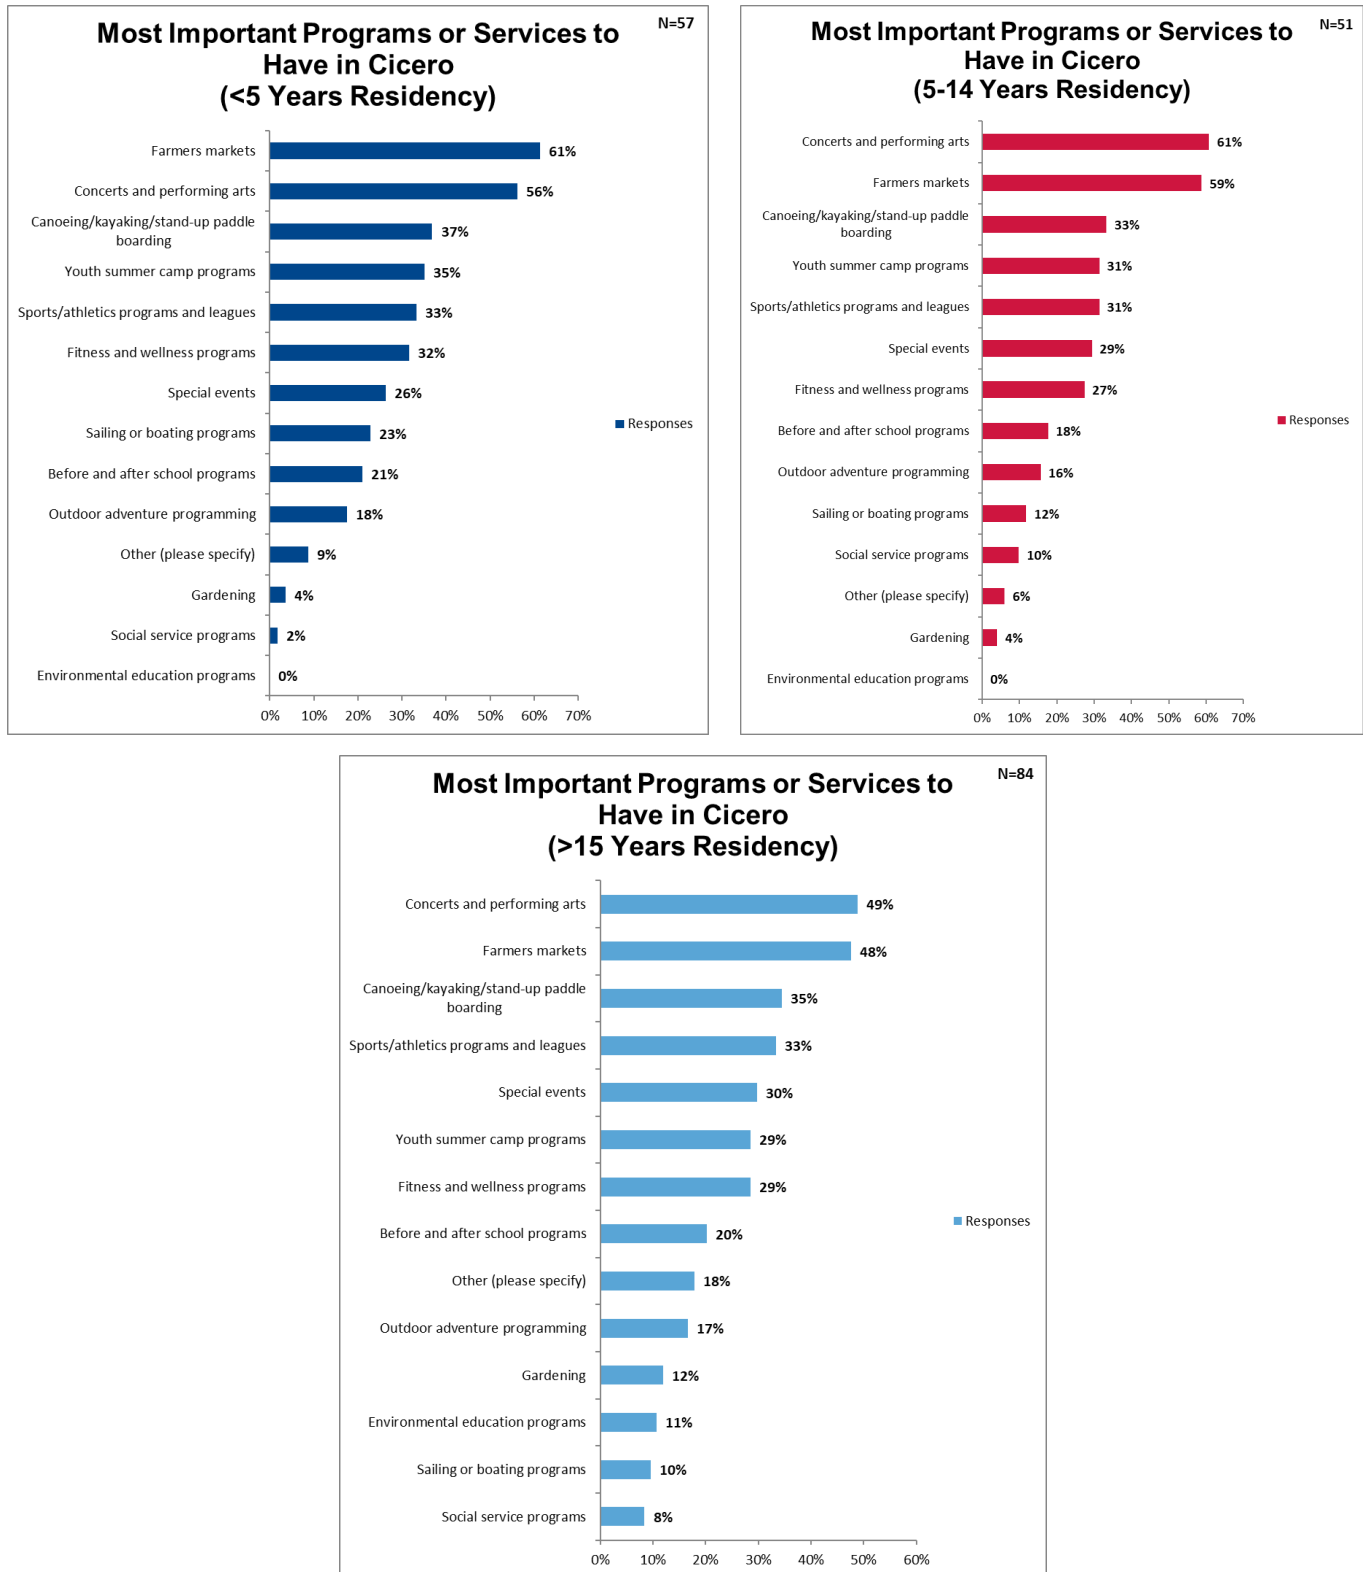 N=57
Most Important Programs or Services to
Have in Cicero
(<5 Years Residency)
Farmers markets 61%
Concerts and performing arts 56%
Canoeing/kayaking/stand-up paddle
boarding 37%
Youth summer camp programs 35%
Sports/athletics programs and leagues 33%
Fitness and wellness programs 32%
Special events 26%
Sailing or boating programs 23%
Before and after school programs 21%
Outdoor adventure programming 18%
Other (please specify) 9%
Gardening 4%
Social service programs 2%
Environmental education programs 0%
0% 10% 20% 30% 40% 50% 60% 70%
Responses
N=51
Most Important Programs or Services to
Have in Cicero
(5-14 Years Residency)
Concerts and performing arts 61%
Farmers markets 59%
Canoeing/kayaking/stand-up paddle
boarding 33%
Youth summer camp programs 31%
Sports/athletics programs and leagues 31%
Special events 29%
Fitness and wellness programs 27%
Before and after school programs 18%
Outdoor adventure programming 16%
Sailing or boating programs 12%
Social service programs 10%
Other (please specify) 6%
Gardening 4%
Environmental education programs 0%
0% 10% 20% 30% 40% 50% 60% 70%
Responses
N=84
Most Important Programs or Services to
Have in Cicero
(>15 Years Residency)
Concerts and performing arts 49%
Farmers markets 48%
Canoeing/kayaking/stand-up paddle
boarding 35%
Sports/athletics programs and leagues 33%
Special events 30%
Youth summer camp programs 29%
Fitness and wellness programs 29%
Before and after school programs 20%
Other (please specify) 18%
Outdoor adventure programming 17%
Gardening 12%
Environmental education programs 11%
Sailing or boating programs 10%
Social service programs 8%
0% 10% 20% 30% 40% 50% 60%
Responses